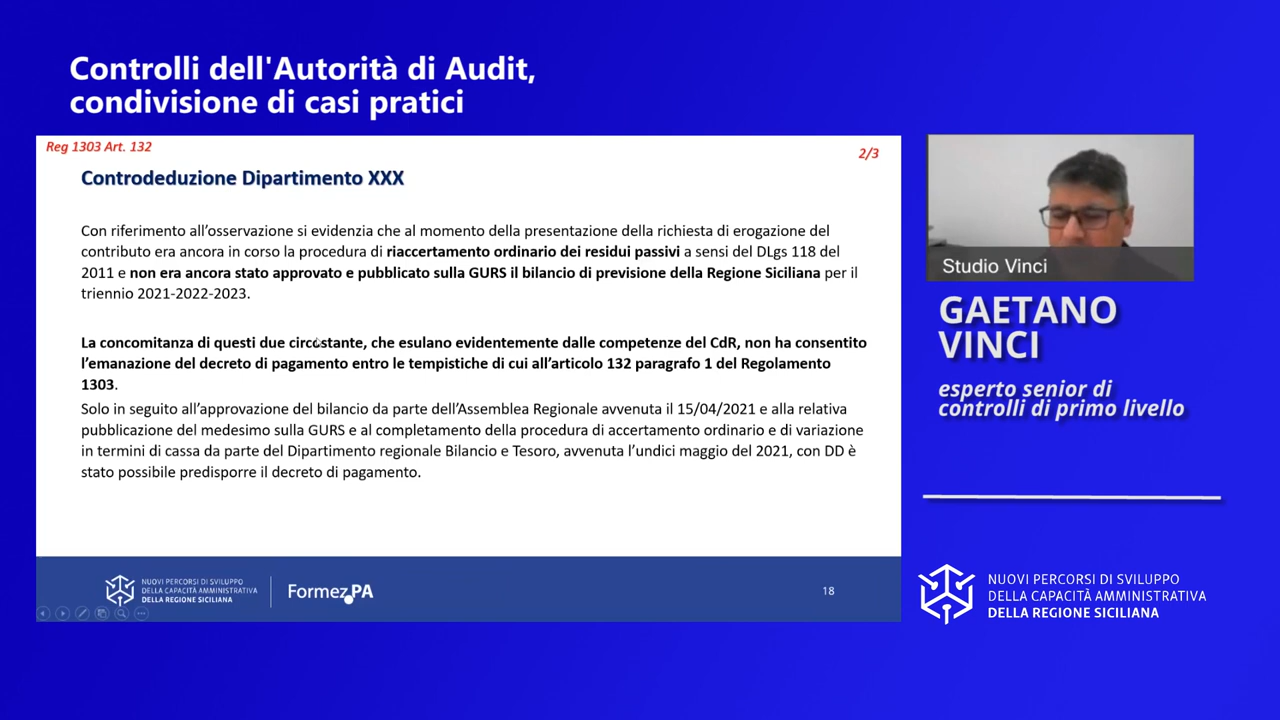 Controlli dell'Autorità di Audit,
condivisione di casi pratici
Reg 1303 Art. 132
2/3
Controdeduzione Dipartimento XXX
Con riferimento all'osservazione si evidenzia che al momento della presentazione della richiesta di erogazione del
contributo era ancora in corso la procedura di riaccertamento ordinario dei residui passivi a sensi del DLgs 118 del
2011 e non era ancora stato approvato e pubblicato sulla GURS il bilancio di previsione della Regione Siciliana per il
triennio 2021-2022-2023.
La concomitanza di questi due circostante, che esulano evidentemente dalle competenze del CdR, non ha consentito
l'emanazione del decreto di pagamento entro le tempistiche di cui all'articolo 132 paragrafo 1 del Regolamento
1303.
Solo in seguito all'approvazione del bilancio da parte dell'Assemblea Regionale avvenuta il 15/04/2021 e alla relativa
pubblicazione del medesimo sulla GURS e al completamento della procedura di accertamento ordinario e di variazione
in termini di cassa da parte del Dipartimento regionale Bilancio e Tesoro, avvenuta l'undici maggio del 2021, con DD è
stato possibile predisporre il decreto di pagamento.
NUOVI PERCORSI DI SVILUPPO
DELLA CAPACITÀ AMMINISTRATIVA
DELLA REGIONE SICILIANA
FormezPA
18
Studio Vinci
GAETANO
VINCI
esperto senior di
controlli di primo livello
NUOVI PERCORSI DI SVILUPPO
DELLA CAPACITÀ AMMINISTRATIVA
DELLA REGIONE SICILIANA